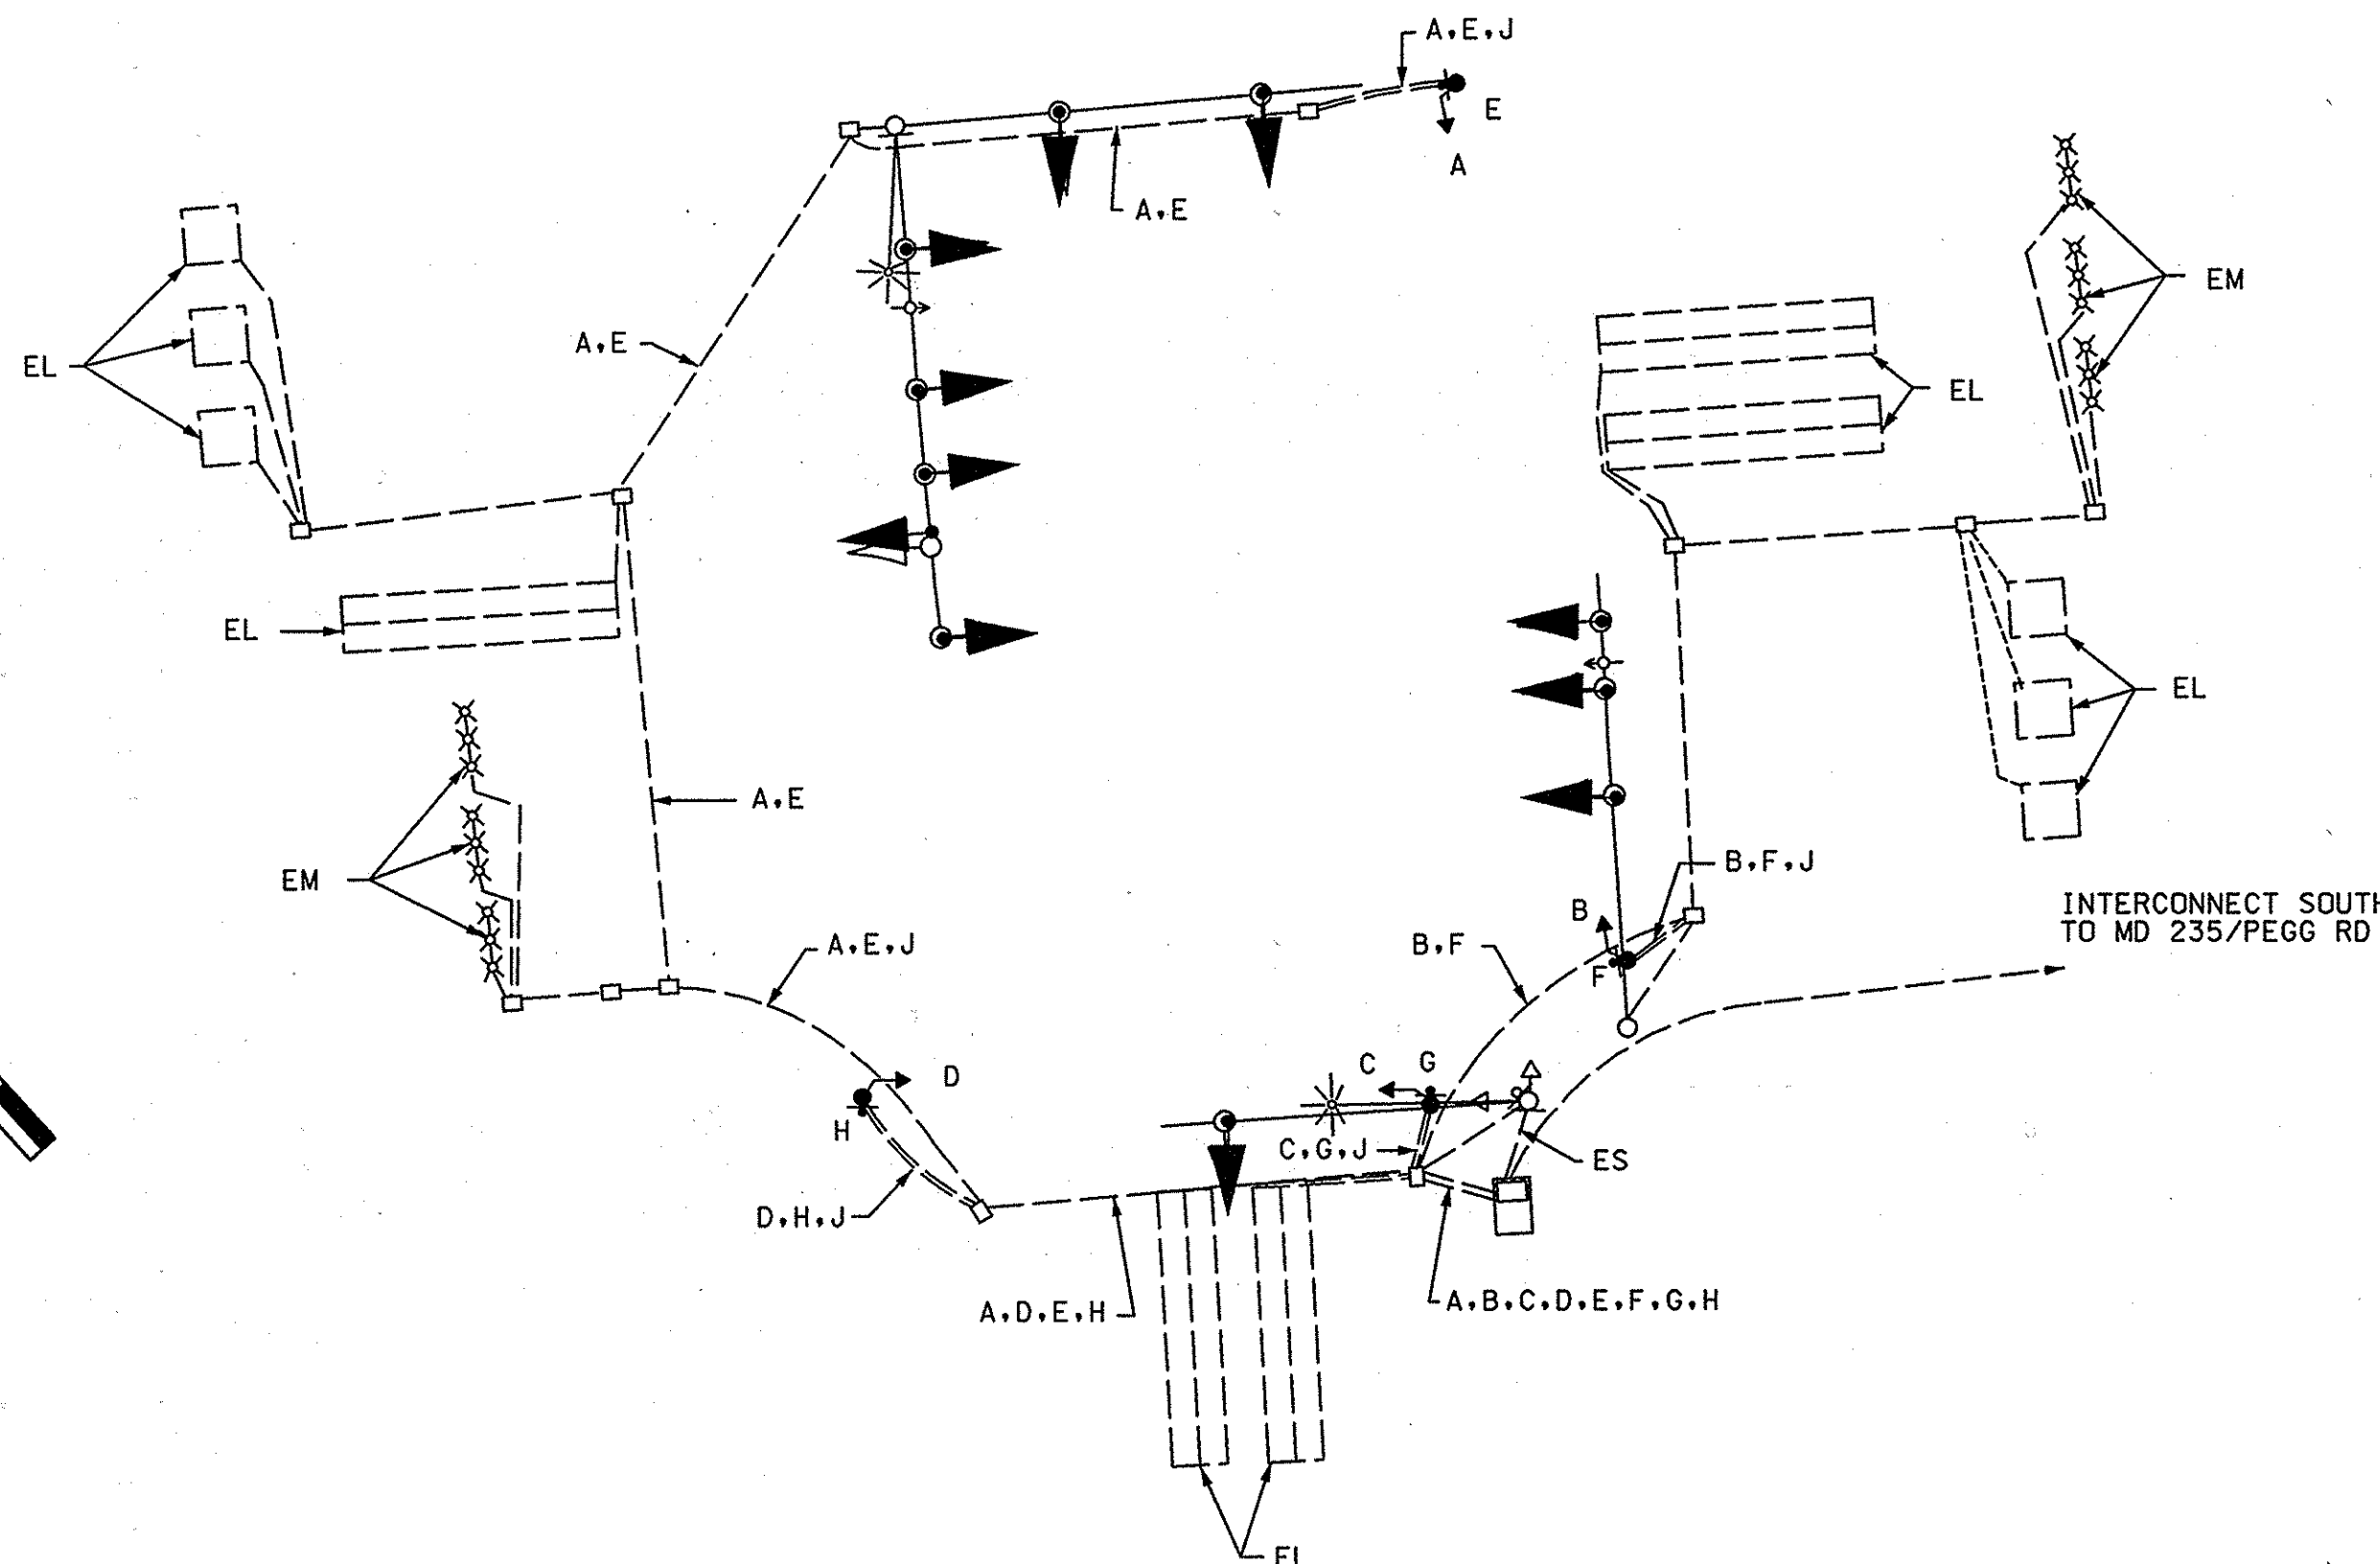 A,E,J
E
A
A,E
EM
A,E
EL
EL
EL
EL
A,E
B,F,J
EM
INTERCONNECT SOUTH
TO MD 235/PEGG RD
B
A,E,J
B,F
F
C
G
D
H
C,G,J
ES
D,H,J
A,B,C,D,E,F,G,H
A,D,E,H
EL